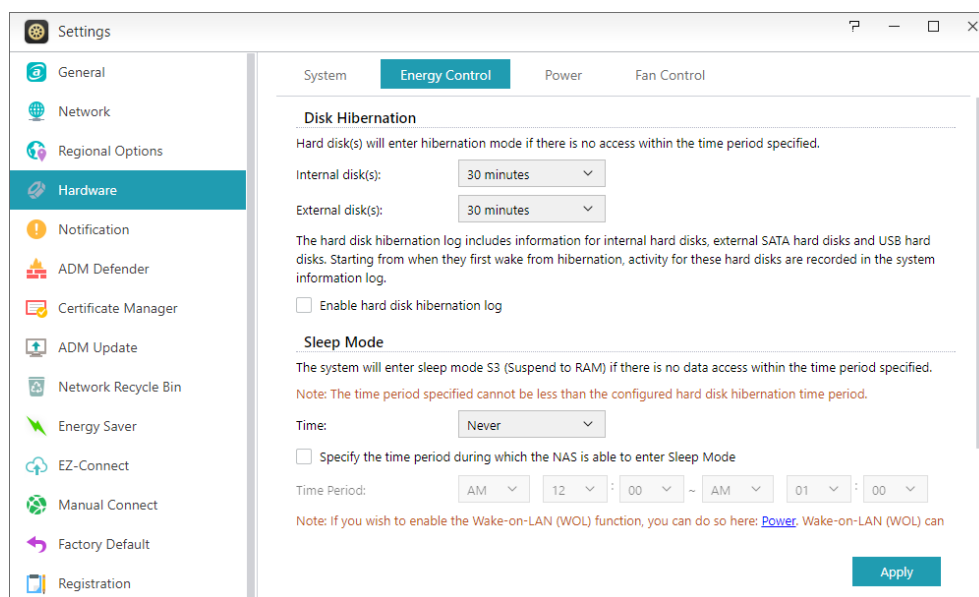 Settings
General
Network
Regional Options
Hardware
Notification
ADM Defender
Certificate Manager
ADM Update
Network Recycle Bin
Energy Saver
EZ-Connect
Manual Connect
Factory Default
Registration
System Energy Control Power Fan Control
Disk Hibernation
Hard disk(s) will enter hibernation mode if there is no access within the time period specified.
Internal disk(s): 30 minutes
External disk(s): 30 minutes
The hard disk hibernation log includes information for internal hard disks, external SATA hard disks and USB hard
disks. Starting from when they first wake from hibernation, activity for these hard disks are recorded in the system
information log.
Enable hard disk hibernation log
Sleep Mode
The system will enter sleep mode S3 (Suspend to RAM) if there is no data access within the time period specified.
Note: The time period specified cannot be less than the configured hard disk hibernation time period.
Time: Never
Specify the time period during which the NAS is able to enter Sleep Mode
Time Period: AM 12 : 00 ~ AM 01 : 00
Note: If you wish to enable the Wake-on-LAN (WOL) function, you can do so here: Power. Wake-on-LAN (WOL) can
Apply